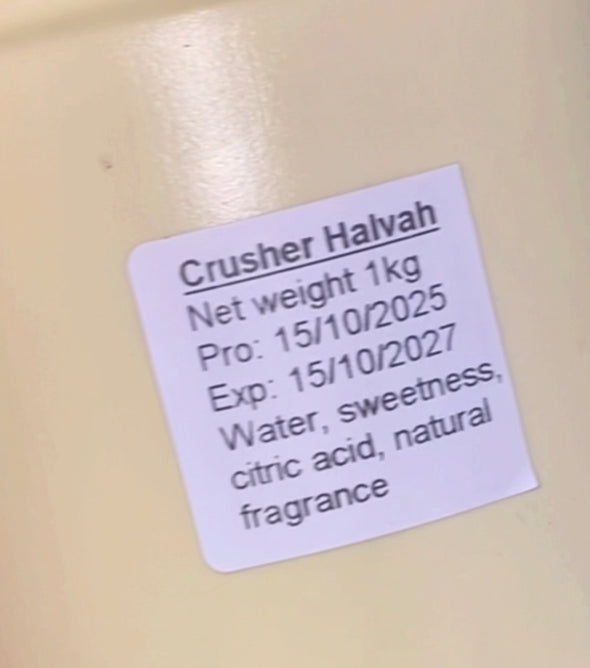 Crusher Halvah
Net weight 1kg
Pro: 15/10/2025
Exp: 15/10/2027
Water, sweetness,
citric acid, natural
fragrance